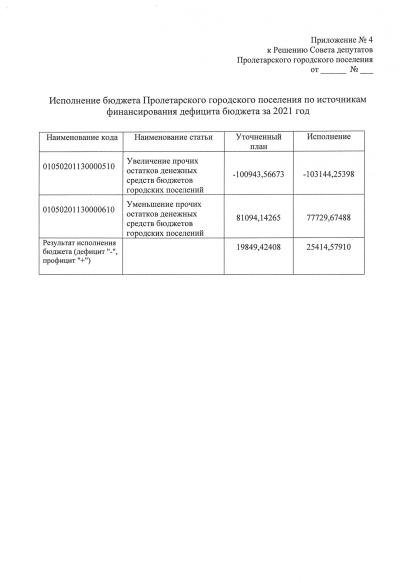 Приложение № 4
к Решению Совета депутатов
Пролетарского городского поселения
от ______ № ___
Исполнение бюджета Пролетарского городского поселения по источникам
финансирования дефицита бюджета за 2021 год
Наименование кода Наименование статьи Уточненный Исполнение
план
01050201130000510 Увеличение прочих
остатков денежных
средств бюджетов -100943,56673 -103144,25398
городских поселений
01050201130000610 Уменьшение прочих
остатков денежных 81094,14265 77729,67488
средств бюджетов
городских поселений
Результат исполнения 19849,42408 25414,57910
бюджета (дефицит "-",
профицит "+")